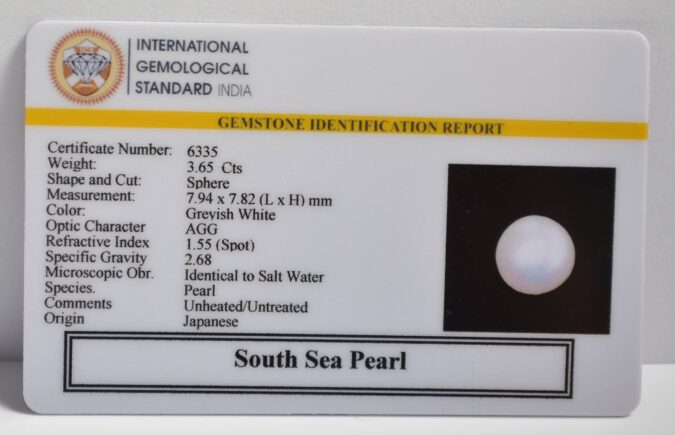 INTERNATIONAL
GEMOLOGICAL
STANDARD INDIA
GEMSTONE IDENTIFICATION REPORT
Certificate Number: 6335
Weight: 3.65 Cts
Shape and Cut: Sphere
Measurement: 7.94 x 7.82 (L x H) mm
Color: Greyish White
Optic Character AGG
Refractive Index 1.55 (Spot)
Specific Gravity 2.68
Microscopic Obr. Identical to Salt Water
Species. Pearl
Comments Unheated/Untreated
Origin Japanese
South Sea Pearl